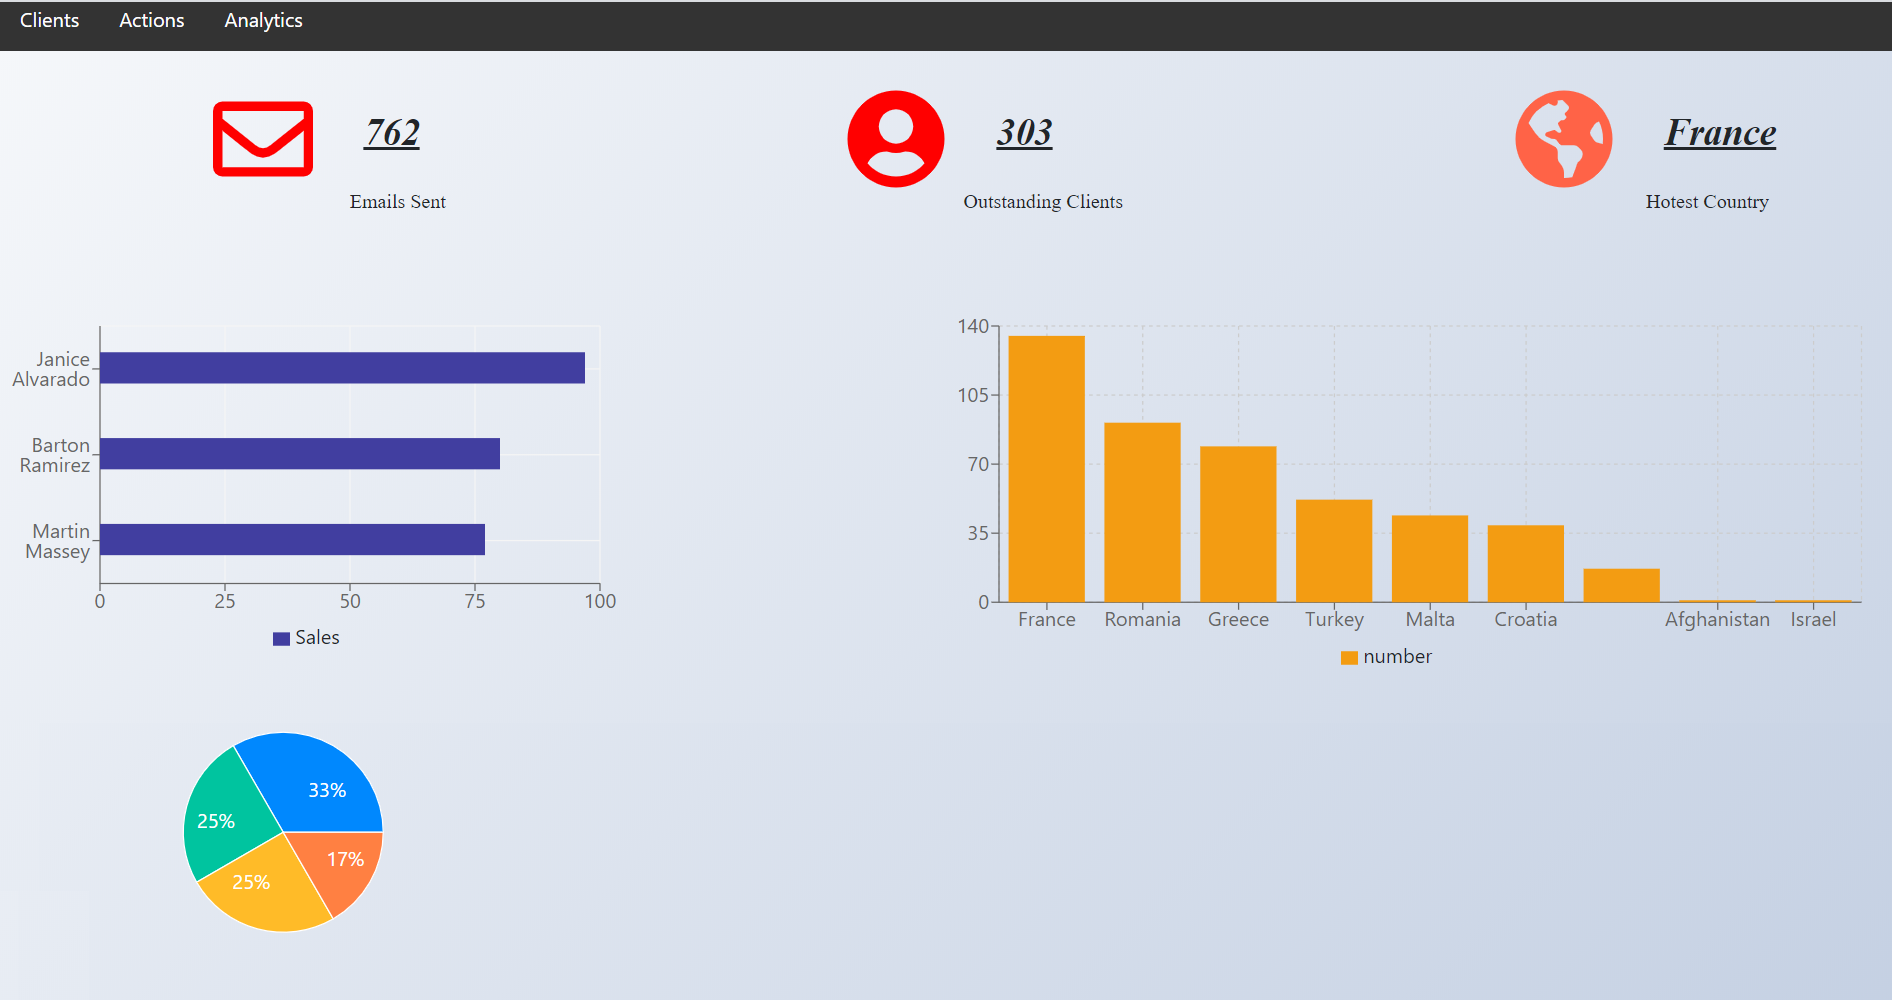 Clients Actions Analytics
762
Emails Sent
303
Outstanding Clients
France
Hotest Country
Janice
Alvarado
Barton
Ramirez
Martin
Massey
0 25 50 75 100
Sales
140
105
70
35
0
France Romania Greece Turkey Malta Croatia Afghanistan Israel
number
33%
25%
25%
17%